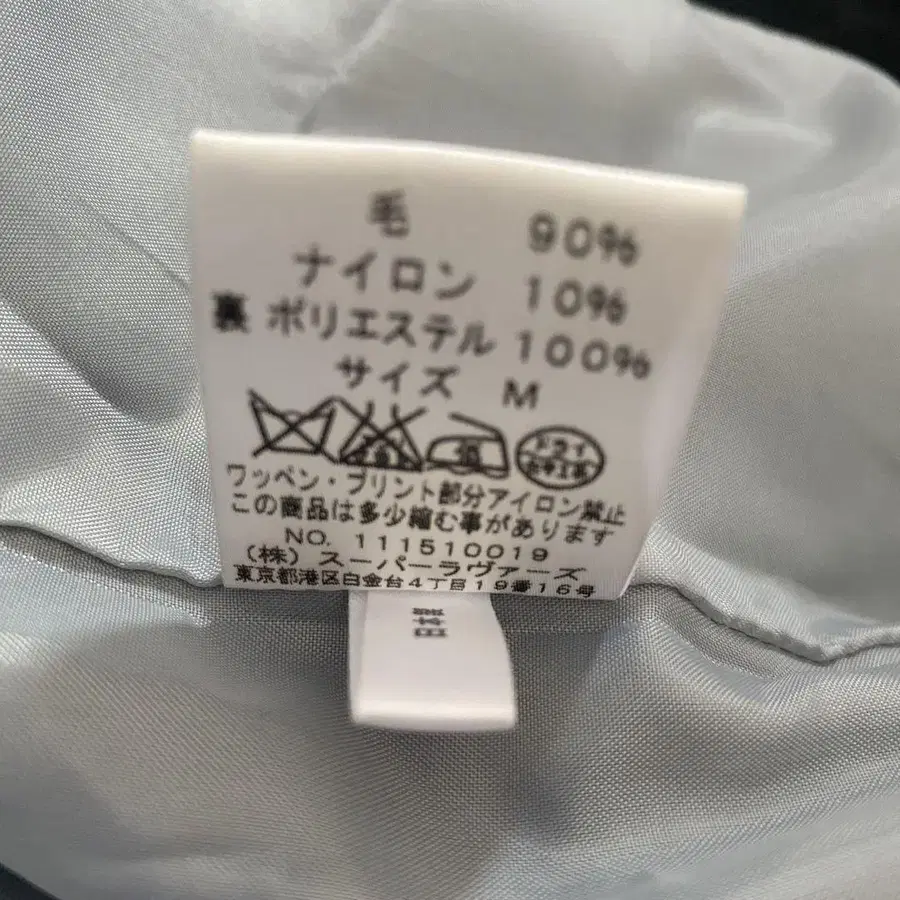 毛 90%
ナイロン 10%
裏 ポリエステル 100%
サイズ M
ドライ
ワッペン・プリント部分アイロン禁止
この商品は多少縮む事があります
NO. 111510019
(株)スーパーラヴァーズ
東京都港区白金台4丁目19番16号